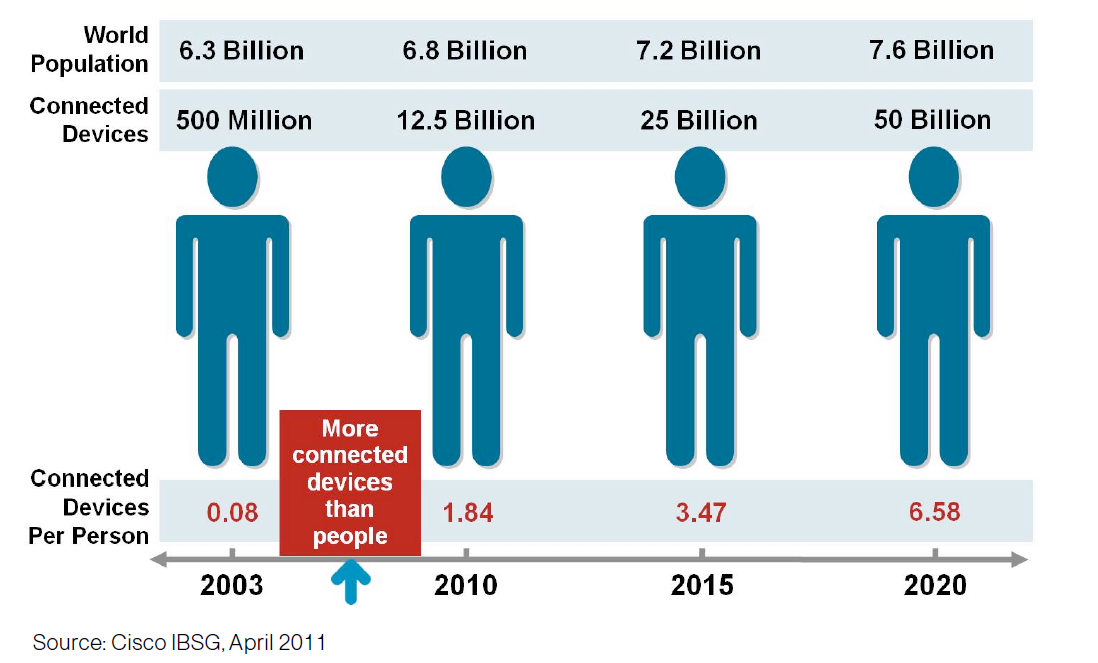 World
Population
6.3 Billion 6.8 Billion 7.2 Billion 7.6 Billion
Connected
Devices
500 Million 12.5 Billion 25 Billion 50 Billion
More
connected
devices
than
people
Connected
Devices
Per Person
0.08 1.84 3.47 6.58
2003 2010 2015 2020
Source: Cisco IBSG, April 2011